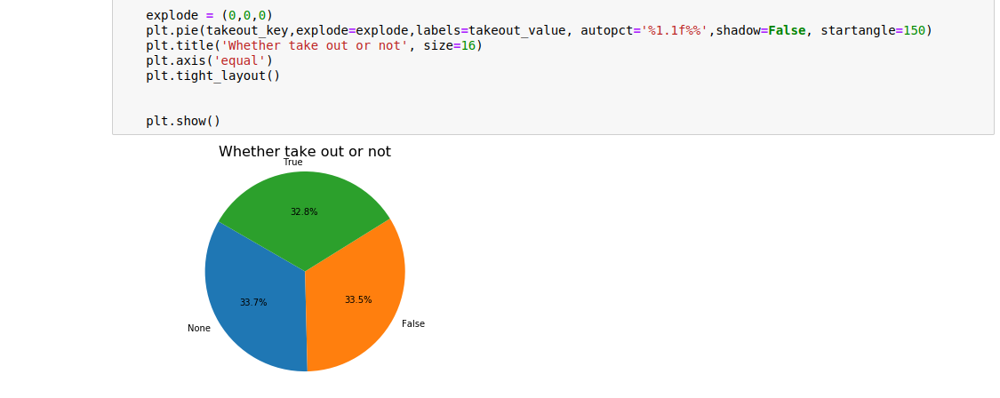 explode = (0,0,0)
plt.pie(takeout_key,explode=explode,labels=takeout_value, autopct='%1.1f%%',shadow=False, startangle=150)
plt.title('Whether take out or not', size=16)
plt.axis('equal')
plt.tight_layout()
plt.show()
Whether take out or not
True
32.8%
33.7%
33.5%
None
False